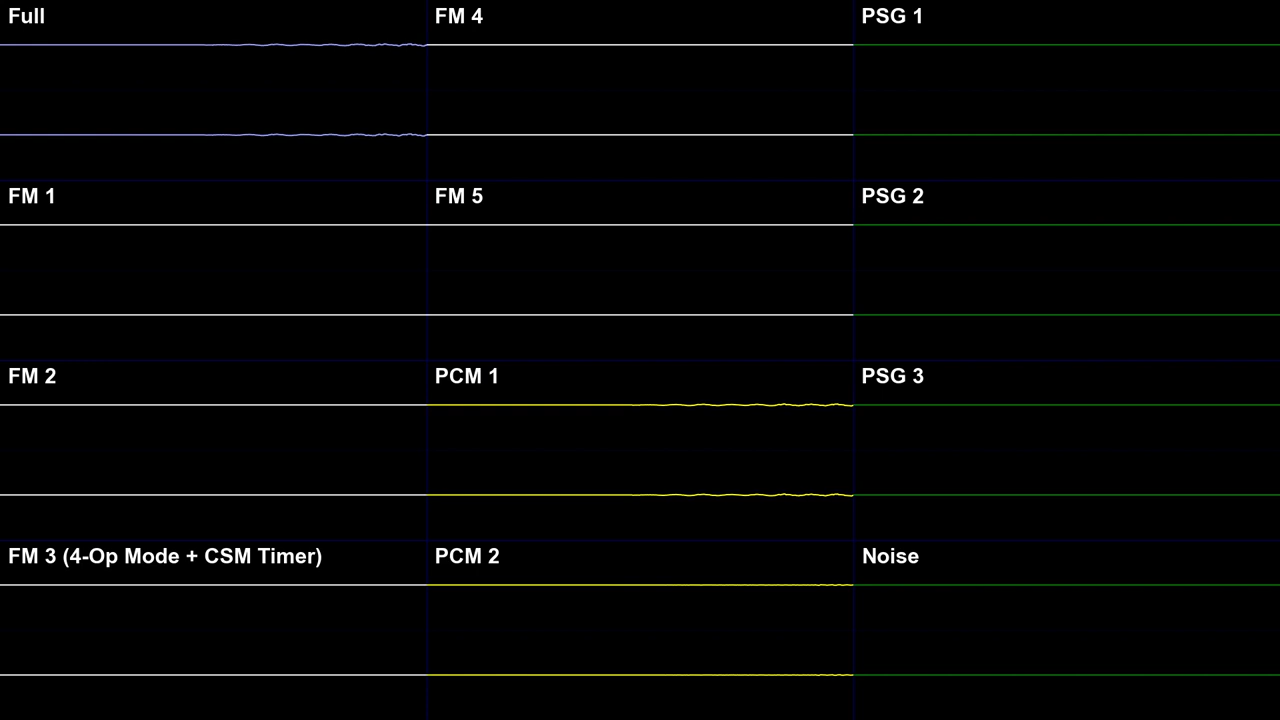 Full
FM 4
PSG 1
FM 1
FM 5
PSG 2
FM 2
PCM 1
PSG 3
FM 3 (4-Op Mode + CSM Timer)
PCM 2
Noise